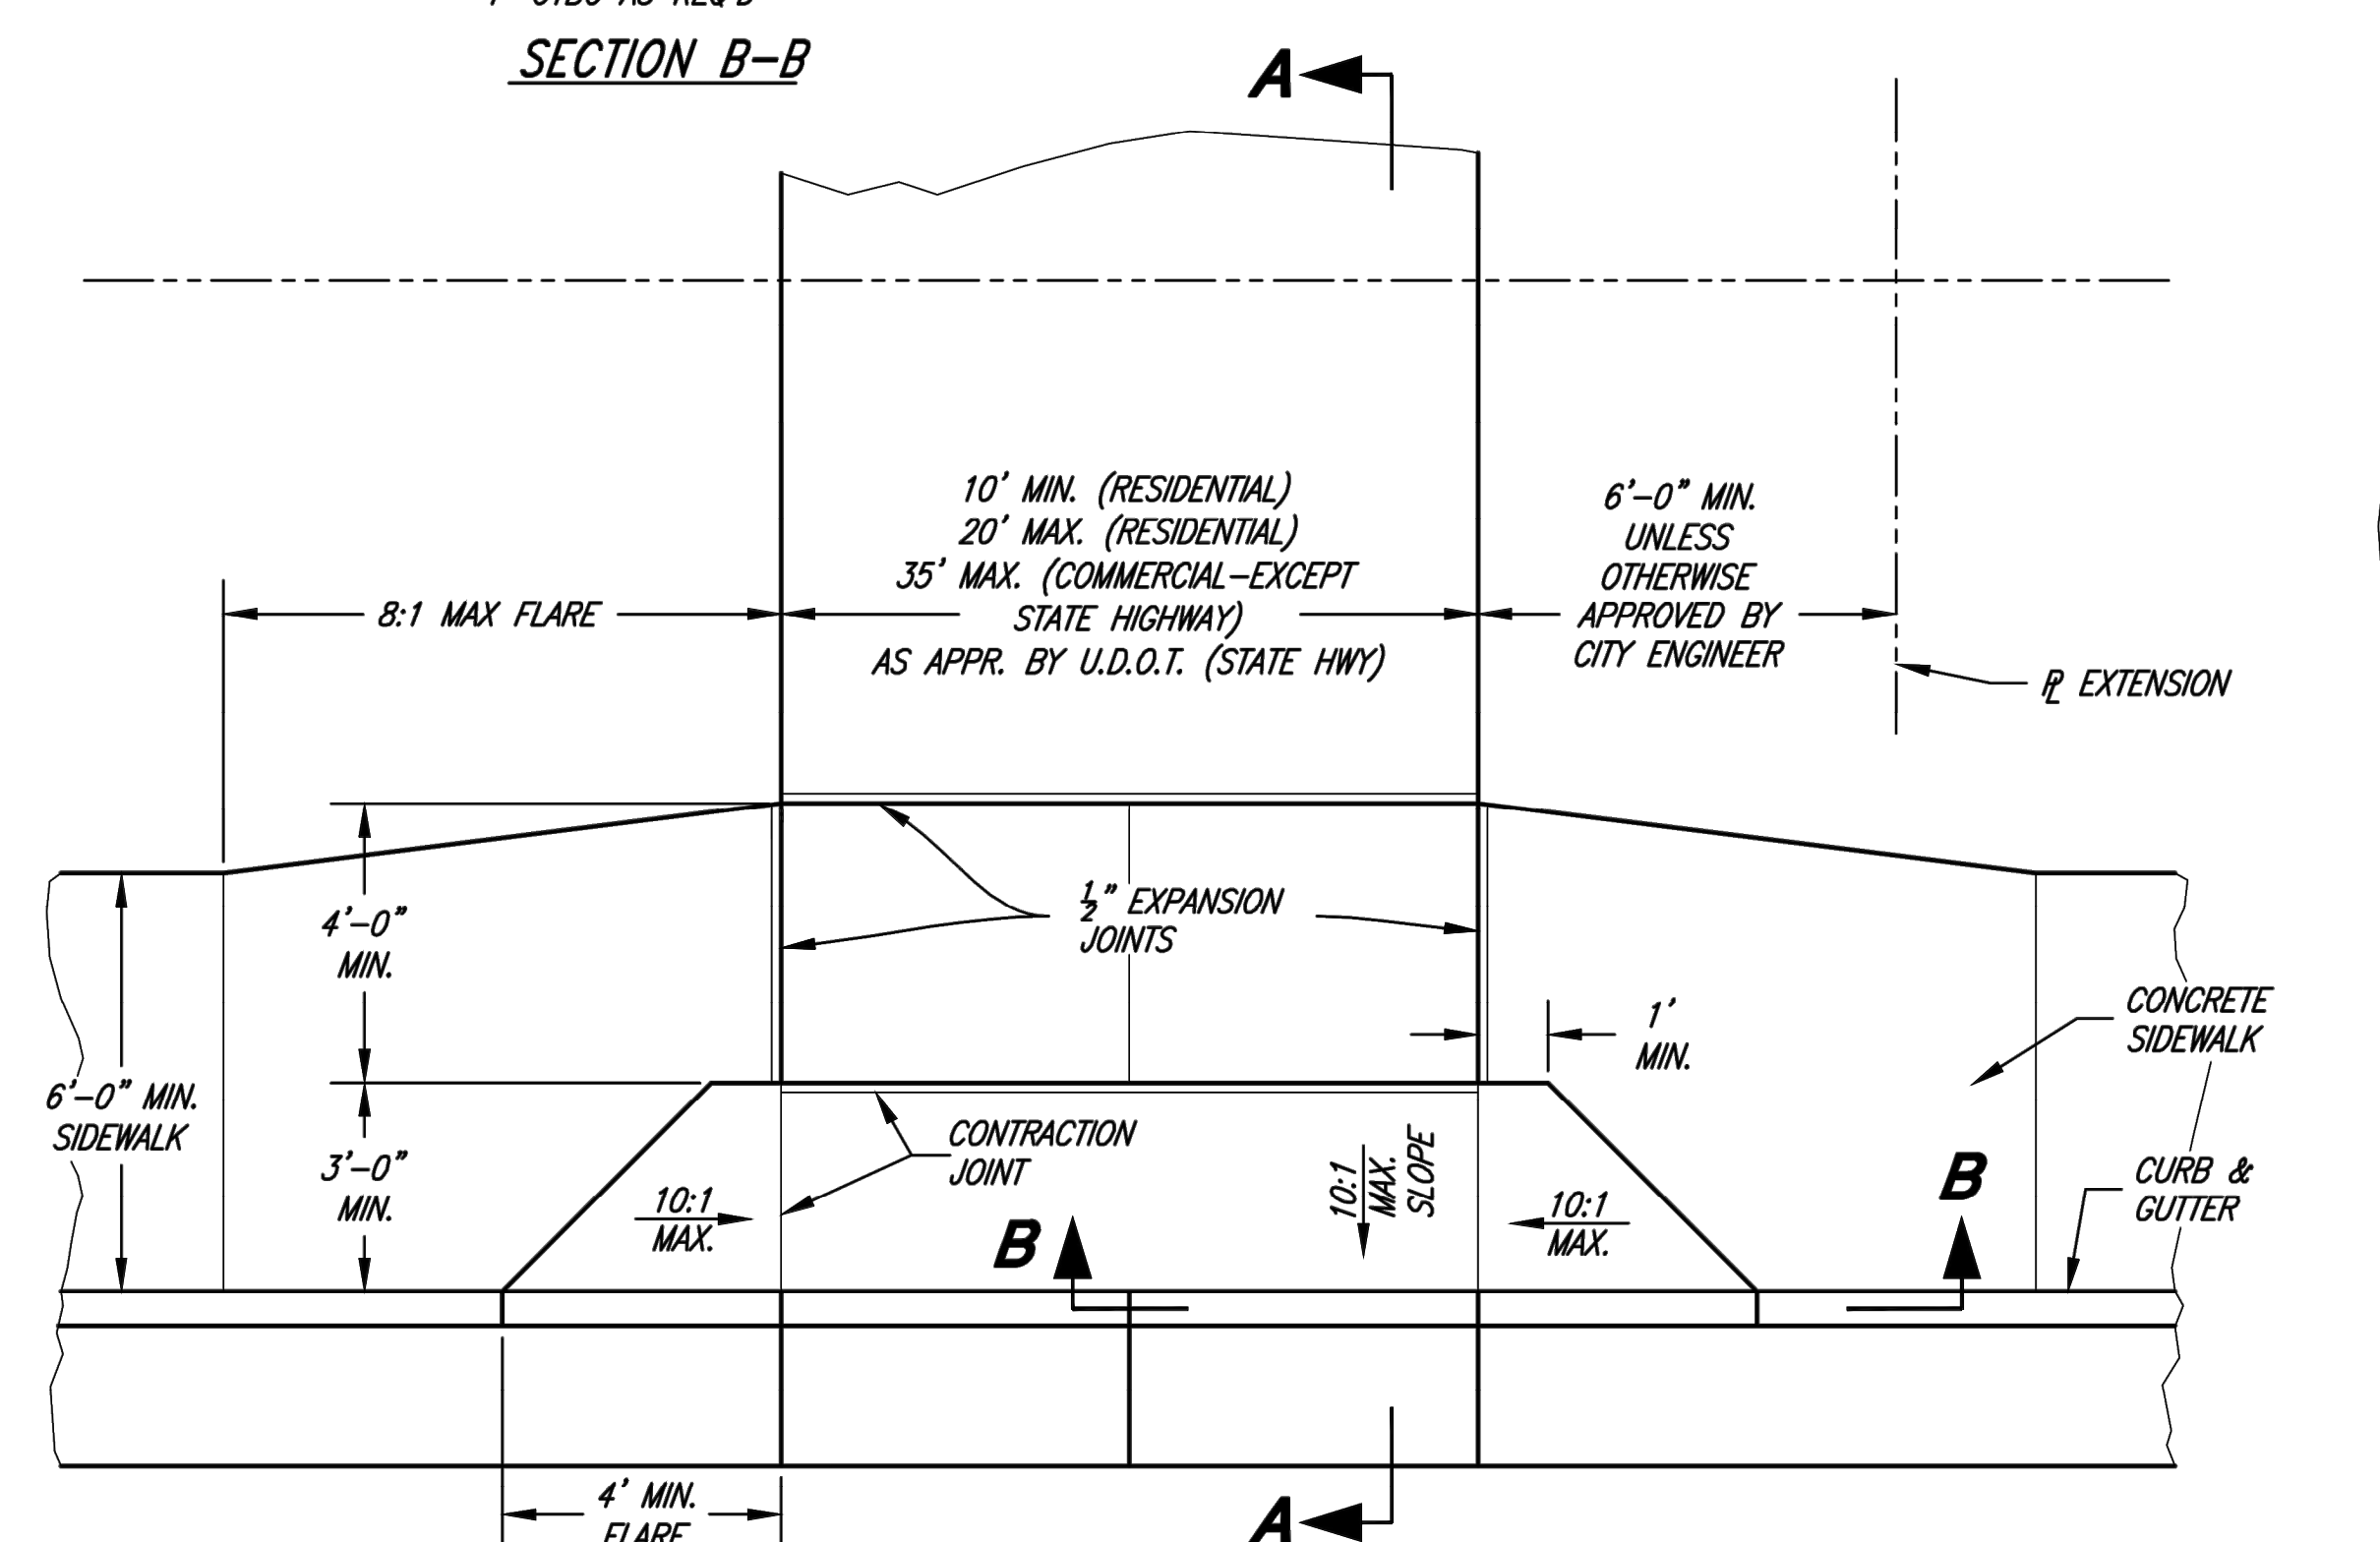 SECTION B-B
A
10' MIN. (RESIDENTIAL)
20' MAX. (RESIDENTIAL)
35' MAX. (COMMERCIAL-EXCEPT
STATE HIGHWAY)
AS APPR. BY U.D.O.T. (STATE HWY)
6'-0" MIN.
UNLESS
OTHERWISE
APPROVED BY
CITY ENGINEER
8:1 MAX FLARE
PL EXTENSION
4'-0"
MIN.
1/2" EXPANSION
JOINTS
1'
MIN.
CONCRETE
SIDEWALK
6'-0" MIN.
SIDEWALK
3'-0"
MIN.
CONTRACTION
JOINT
10:1
MAX.
10:1
MAX.
SLOPE
10:1
MAX.
B
B
CURB &
GUTTER
4' MIN.
FLARE
A